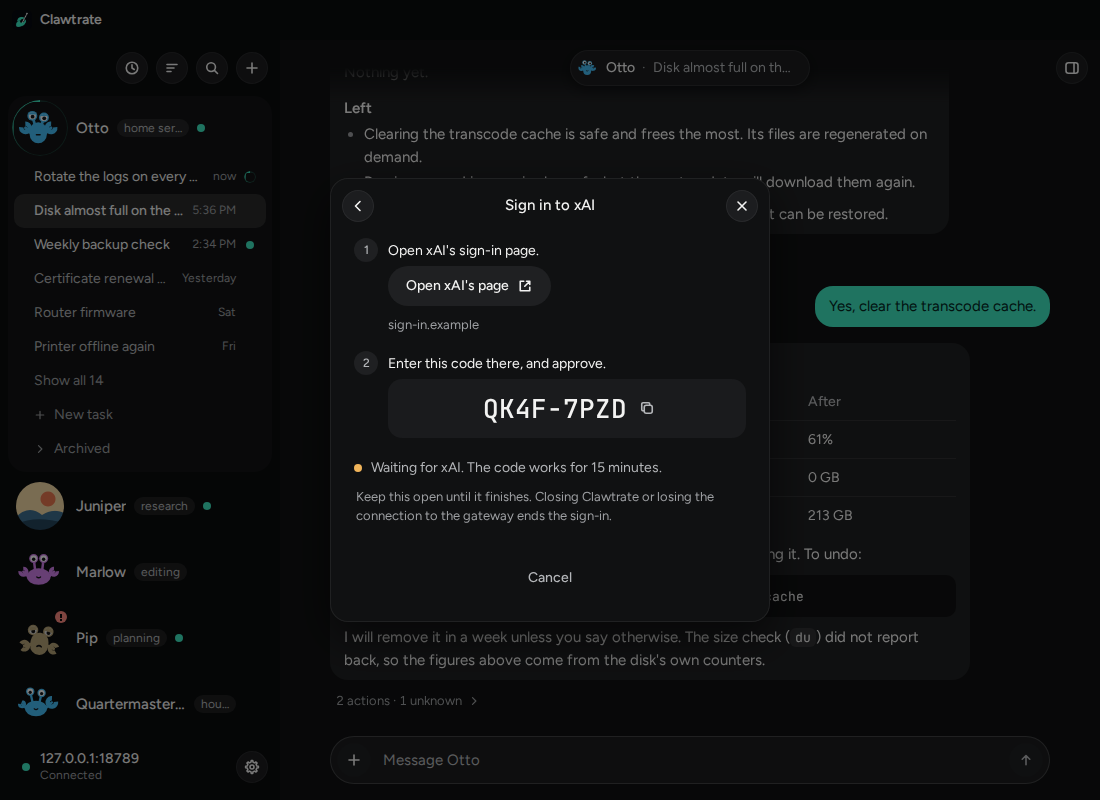 Clawtrate
Otto home ser...
Rotate the logs on every ... now
Disk almost full on the ... 5:36 PM
Weekly backup check 2:34 PM
Certificate renewal ... Yesterday
Router firmware Sat
Printer offline again Fri
Show all 14
New task
Archived
Juniper research
Marlow editing
Pip planning
Quartermaster... hou...
127.0.0.1:18789
Connected
Otto · Disk almost full on th...
Nothing yet.
Left
• Clearing the transcode cache is safe and frees the most. Its files are regenerated on
demand.
will download them again.
t can be restored.
Yes, clear the transcode cache.
After
61%
0 GB
213 GB
ng it. To undo:
cache
I will remove it in a week unless you say otherwise. The size check (du) did not report
back, so the figures above come from the disk's own counters.
2 actions · 1 unknown
Message Otto
Sign in to xAI
1 Open xAI's sign-in page.
Open xAI's page
sign-in.example
2 Enter this code there, and approve.
QK4F-7PZD
Waiting for xAI. The code works for 15 minutes.
Keep this open until it finishes. Closing Clawtrate or losing the
connection to the gateway ends the sign-in.
Cancel